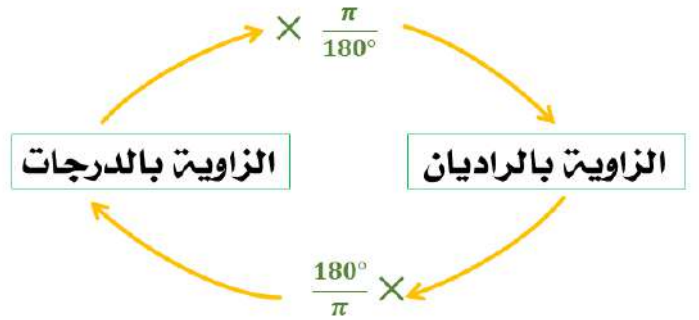 × π/180°
الزاوية بالراديان
الزاوية بالدرجات
180°/π ×